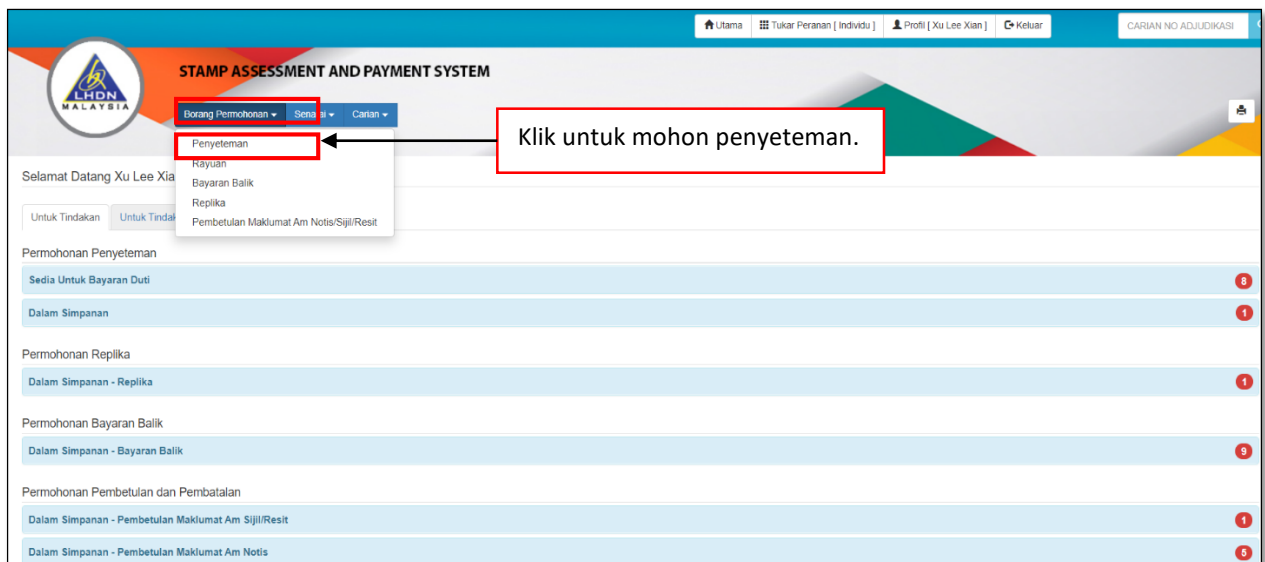 Utama Tukar Peranan [ Individu ] Profil [ Xu Lee Xian ] Keluar CARIAN NO ADJUDIKASI
LHDN
MALAYSIA
STAMP ASSESSMENT AND PAYMENT SYSTEM
Borang Permohonan Carian
Klik untuk mohon penyeteman.
Penyeteman
Rayuan
Bayaran Balik
Replika
Pembetulan Maklumat Am Notis/Sijil/Resit
Selamat Datang Xu Lee Xia
Untuk Tindakan Untuk Tindak
Permohonan Penyeteman
Sedia Untuk Bayaran Duti 8
Dalam Simpanan 1
Permohonan Replika
Dalam Simpanan - Replika 1
Permohonan Bayaran Balik
Dalam Simpanan - Bayaran Balik 9
Permohonan Pembetulan dan Pembatalan
Dalam Simpanan - Pembetulan Maklumat Am Sijil/Resit 1
Dalam Simpanan - Pembetulan Maklumat Am Notis 5